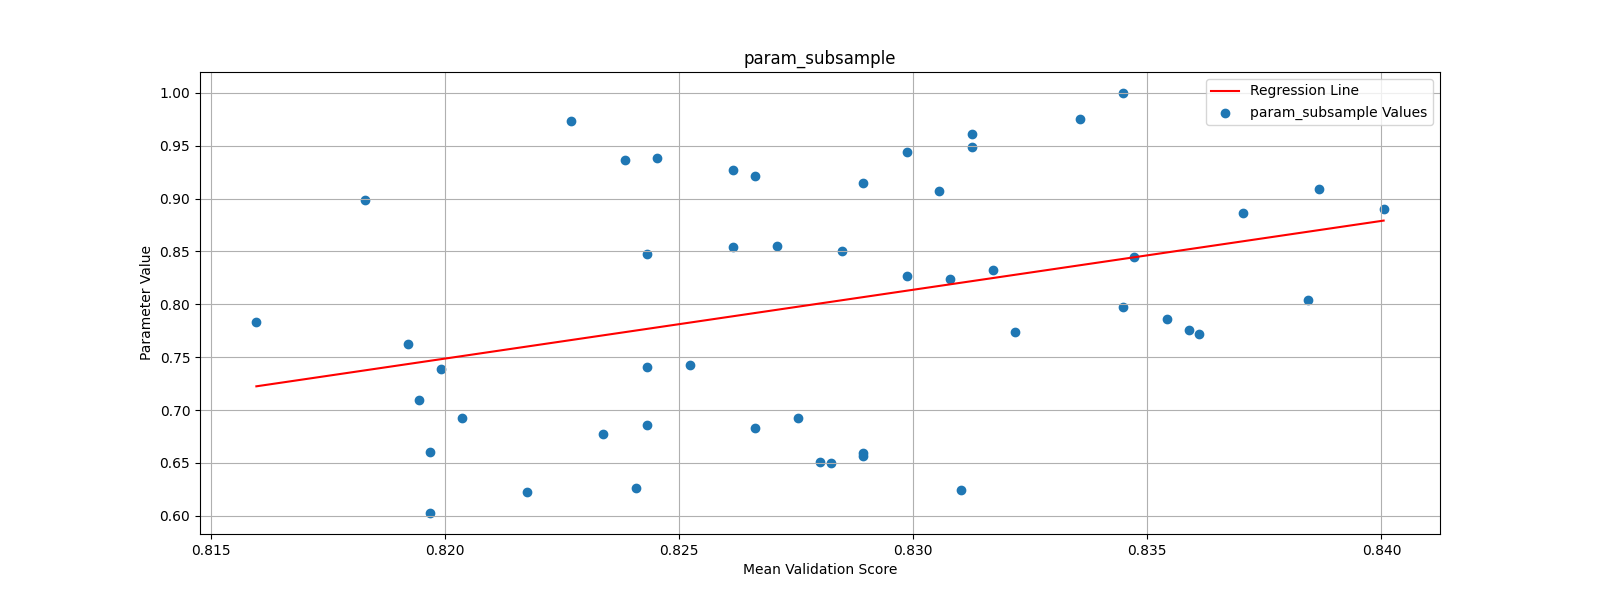 param_subsample
Regression Line
param_subsample Values
Parameter Value
1.00
0.95
0.90
0.85
0.80
0.75
0.70
0.65
0.60
0.815 0.820 0.825 0.830 0.835 0.840
Mean Validation Score